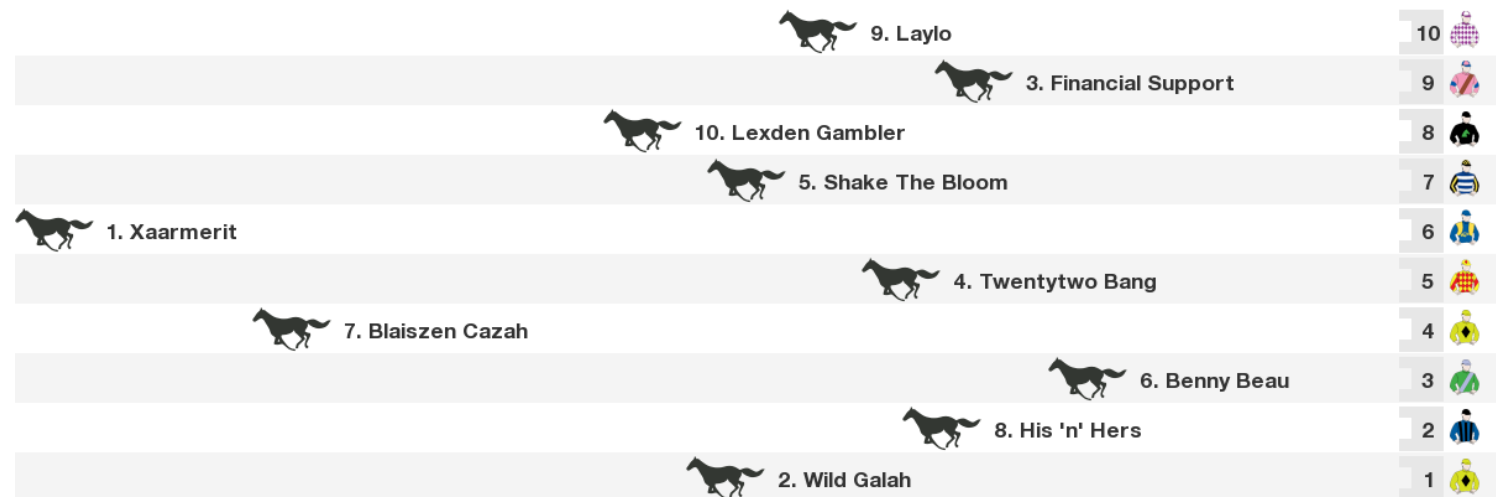 9. Laylo 10
3. Financial Support 9
10. Lexden Gambler 8
5. Shake The Bloom 7
1. Xaarmerit 6
4. Twentytwo Bang 5
7. Blaiszen Cazah 4
6. Benny Beau 3
8. His 'n' Hers 2
2. Wild Galah 1